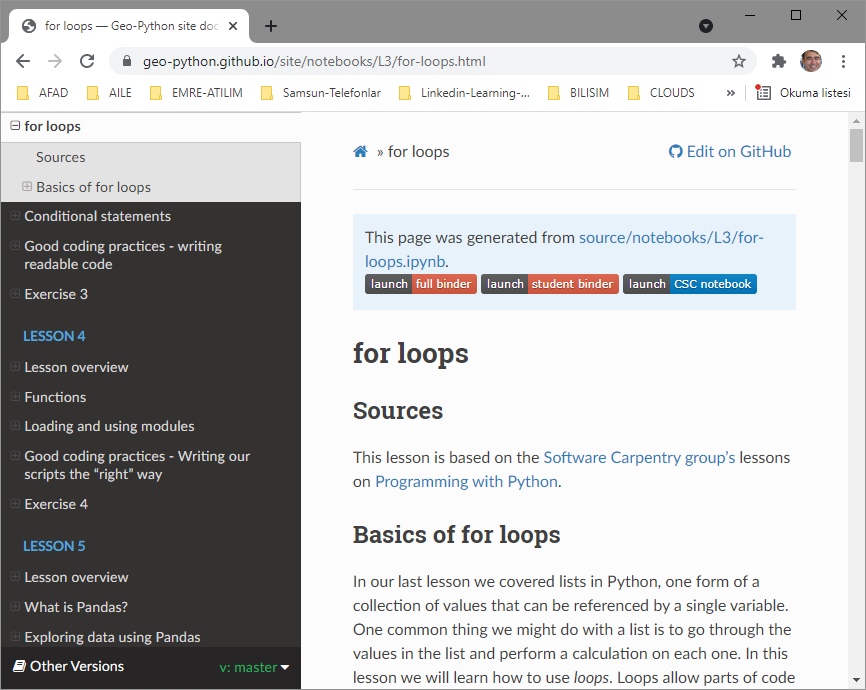 for loops — Geo-Python site doc
geo-python.github.io/site/notebooks/L3/for-loops.html
AFAD
AILE
EMRE-ATILIM
Samsun-Telefonlar
Linkedin-Learning-...
BILISIM
CLOUDS
»
Okuma listesi
for loops
Sources
Basics of for loops
Conditional statements
Good coding practices - writing
readable code
Exercise 3
LESSON 4
Lesson overview
Functions
Loading and using modules
Good coding practices - Writing our
scripts the “right” way
Exercise 4
LESSON 5
Lesson overview
What is Pandas?
Exploring data using Pandas
Other Versions
v: master
» for loops
Edit on GitHub
This page was generated from source/notebooks/L3/for-
loops.ipynb.
launch full binder launch student binder launch CSC notebook
for loops
Sources
This lesson is based on the Software Carpentry group’s lessons
on Programming with Python.
Basics of for loops
In our last lesson we covered lists in Python, one form of a
collection of values that can be referenced by a single variable.
One common thing we might do with a list is to go through the
values in the list and perform a calculation on each one. In this
lesson we will learn how to use loops. Loops allow parts of code